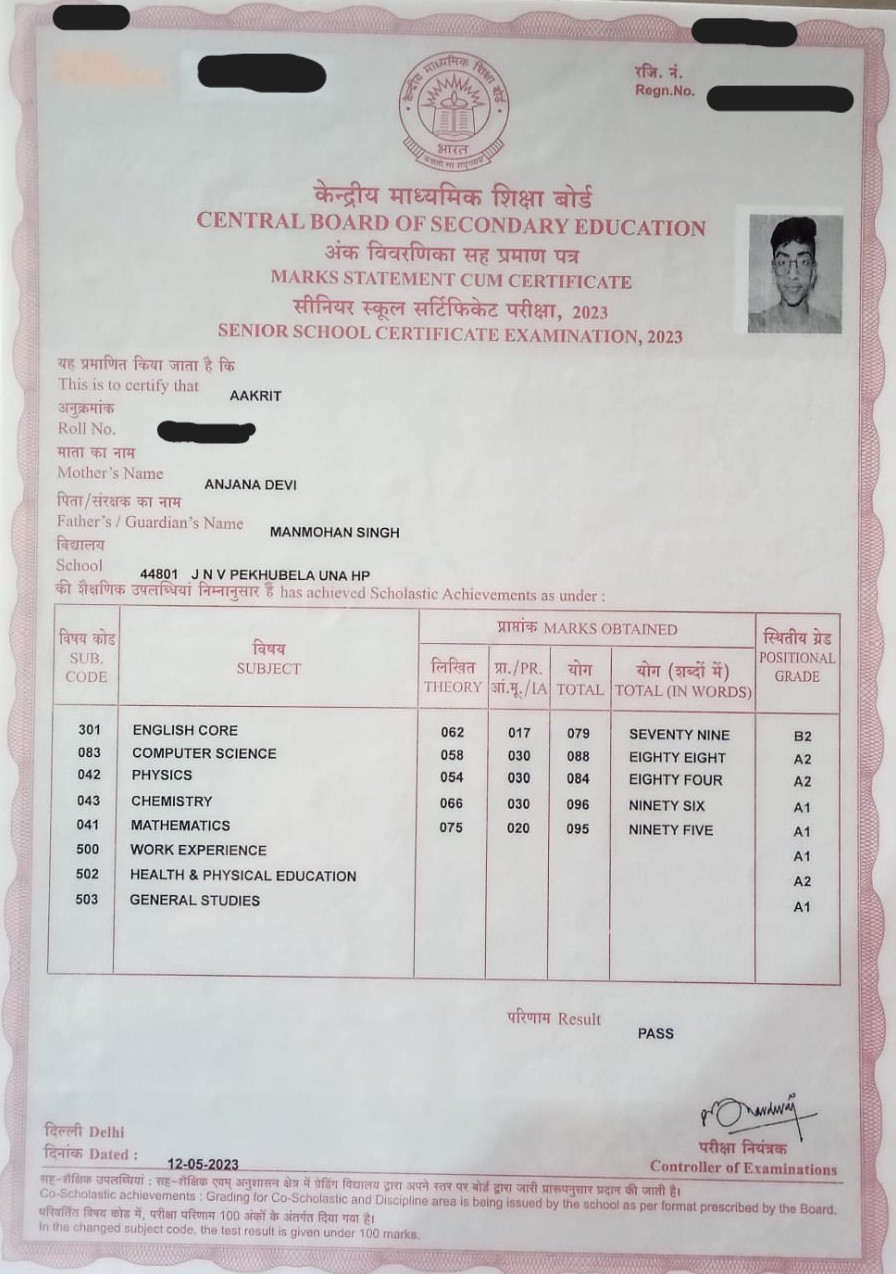 केन्द्रीय माध्यमिक शिक्षा बोर्ड
भारत
रजि. नं.
Regn.No.
केन्द्रीय माध्यमिक शिक्षा बोर्ड
CENTRAL BOARD OF SECONDARY EDUCATION
अंक विवरणिका सह प्रमाण पत्र
MARKS STATEMENT CUM CERTIFICATE
सीनियर स्कूल सर्टिफिकेट परीक्षा, 2023
SENIOR SCHOOL CERTIFICATE EXAMINATION, 2023
यह प्रमाणित किया जाता है कि
This is to certify that AAKRIT
अनुक्रमांक
Roll No.
माता का नाम
Mother's Name ANJANA DEVI
पिता/संरक्षक का नाम
Father's / Guardian's Name MANMOHAN SINGH
विद्यालय
School 44801 J N V PEKHUBELA UNA HP
की शैक्षणिक उपलब्धियां निम्नानुसार हैं has achieved Scholastic Achievements as under :
विषय कोड
SUB.
CODE
विषय
SUBJECT
प्राप्तांक MARKS OBTAINED
लिखित
THEORY
प्रा./PR.
आं.मू./IA
योग
TOTAL
योग (शब्दों में)
TOTAL (IN WORDS)
स्थितीय ग्रेड
POSITIONAL
GRADE
301 ENGLISH CORE 062 017 079 SEVENTY NINE B2
083 COMPUTER SCIENCE 058 030 088 EIGHTY EIGHT A2
042 PHYSICS 054 030 084 EIGHTY FOUR A2
043 CHEMISTRY 066 030 096 NINETY SIX A1
041 MATHEMATICS 075 020 095 NINETY FIVE A1
500 WORK EXPERIENCE A1
502 HEALTH & PHYSICAL EDUCATION A2
503 GENERAL STUDIES A1
परिणाम Result PASS
दिल्ली Delhi
दिनांक Dated : 12-05-2023
परीक्षा नियंत्रक
Controller of Examinations
सह-शैक्षिक उपलब्धियां : सह-शैक्षिक एवम् अनुशासन क्षेत्र में ग्रेडिंग विद्यालय द्वारा अपने स्तर पर बोर्ड द्वारा जारी प्रारूपनुसार प्रदान की जाती है।
Co-Scholastic achievements : Grading for Co-Scholastic and Discipline area is being issued by the school as per format prescribed by the Board.
परिवर्तित विषय कोड में, परीक्षा परिणाम 100 अंकों के अंतर्गत दिया गया है।
In the changed subject code, the test result is given under 100 marks.